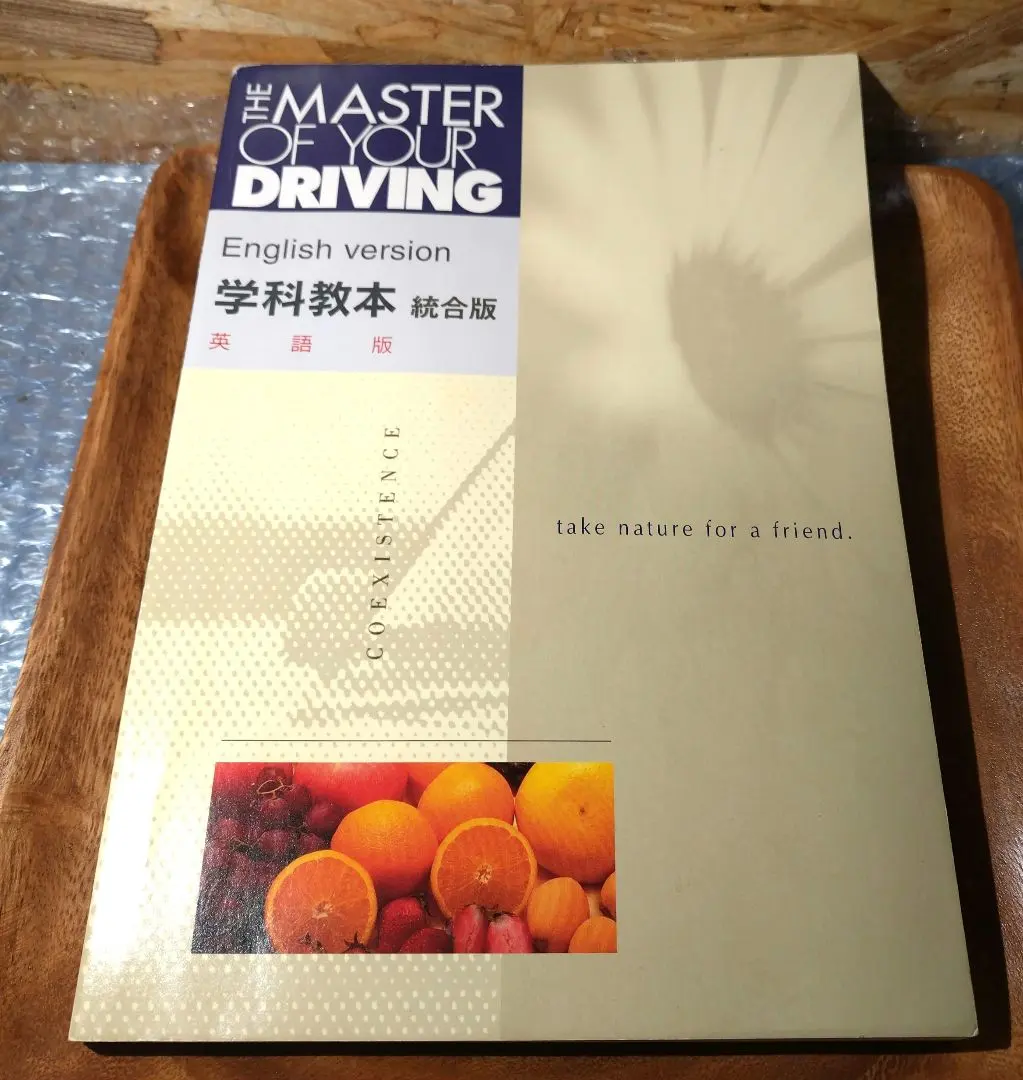 THE MASTER
OF YOUR
DRIVING
English version
学科教本 統合版
英語版
COEXISTENCE
take nature for a friend.